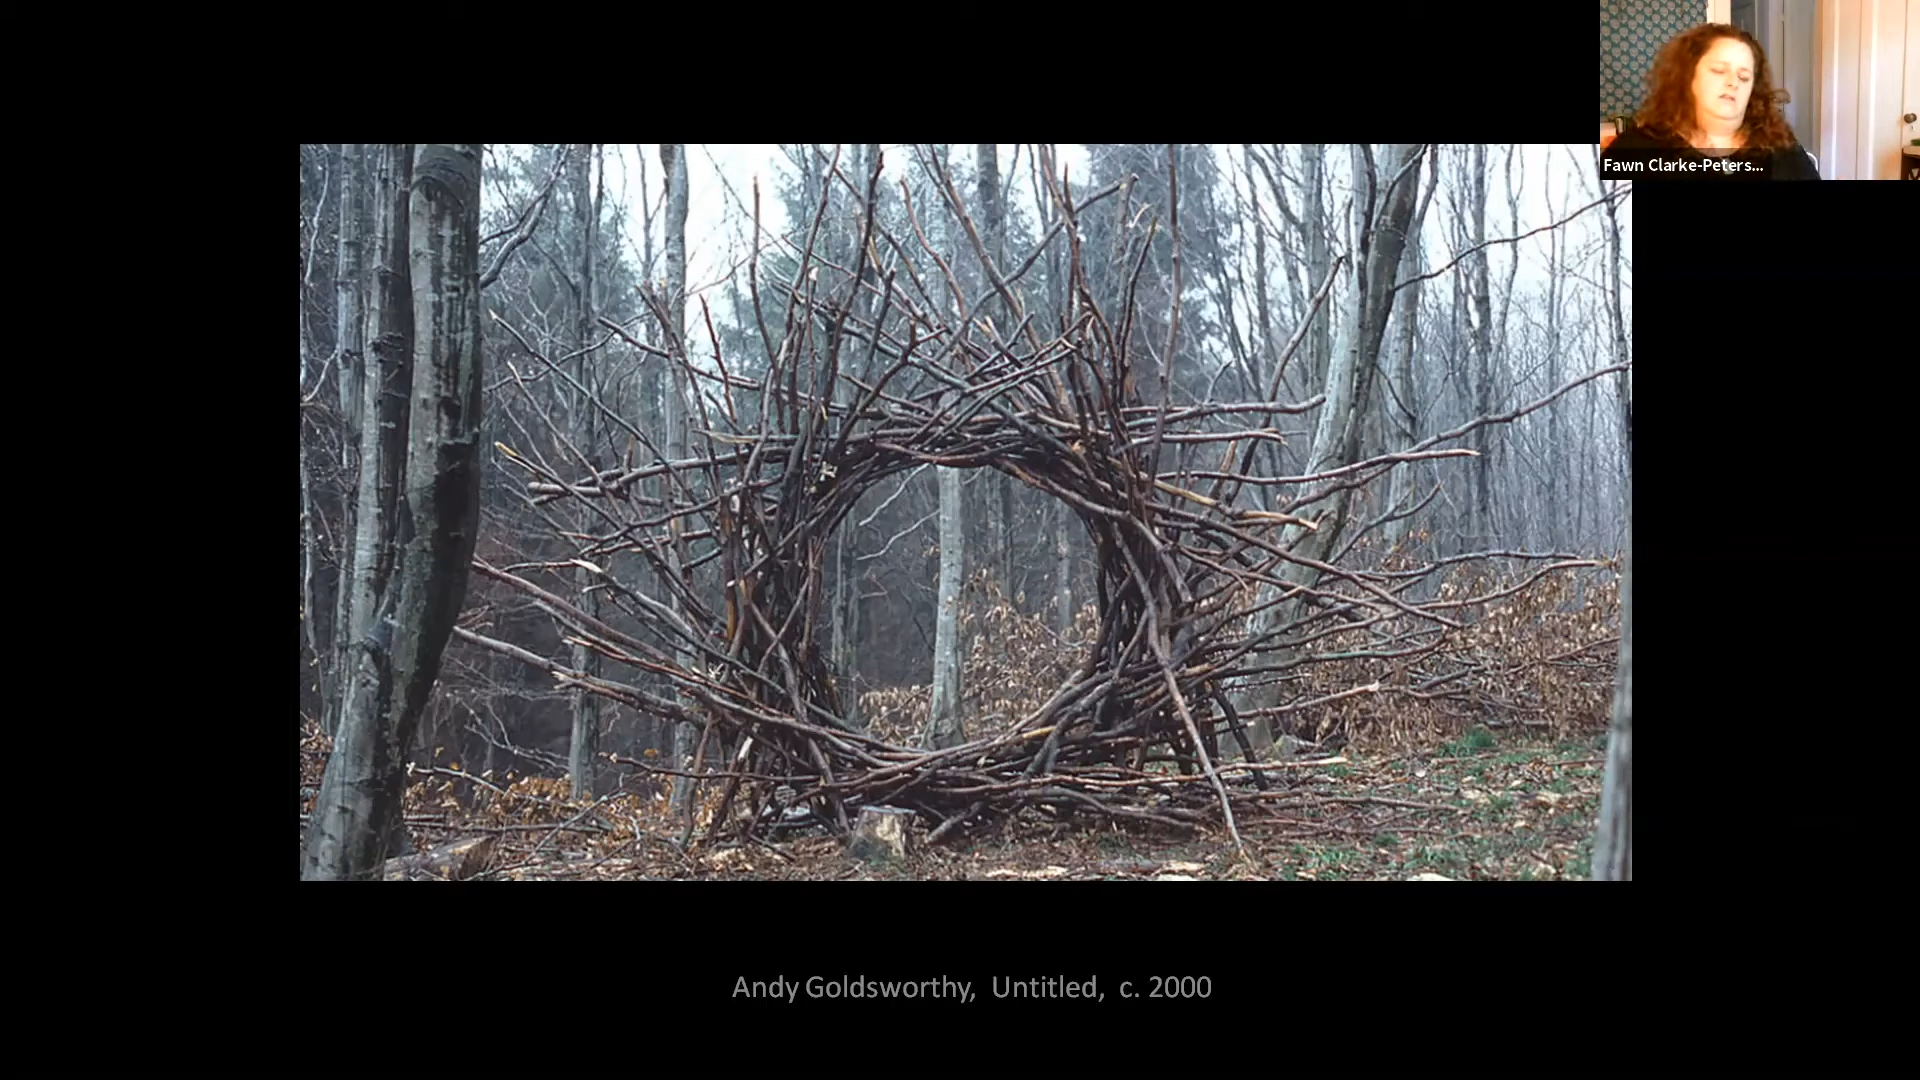 Fawn Clarke-Peters...
Andy Goldsworthy, Untitled, c. 2000